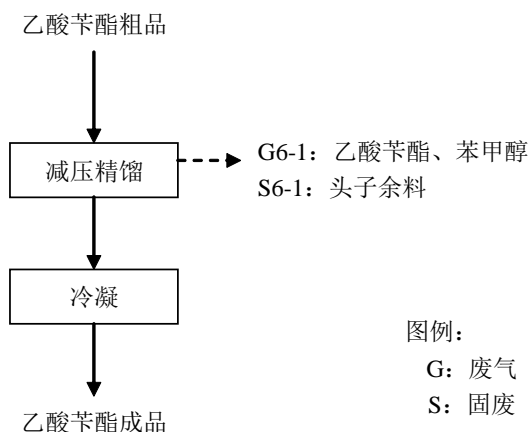 乙酸苄酯粗品
减压精馏
G6-1：乙酸苄酯、苯甲醇
S6-1：头子余料
冷凝
乙酸苄酯成品
图例：
G：废气
S：固废